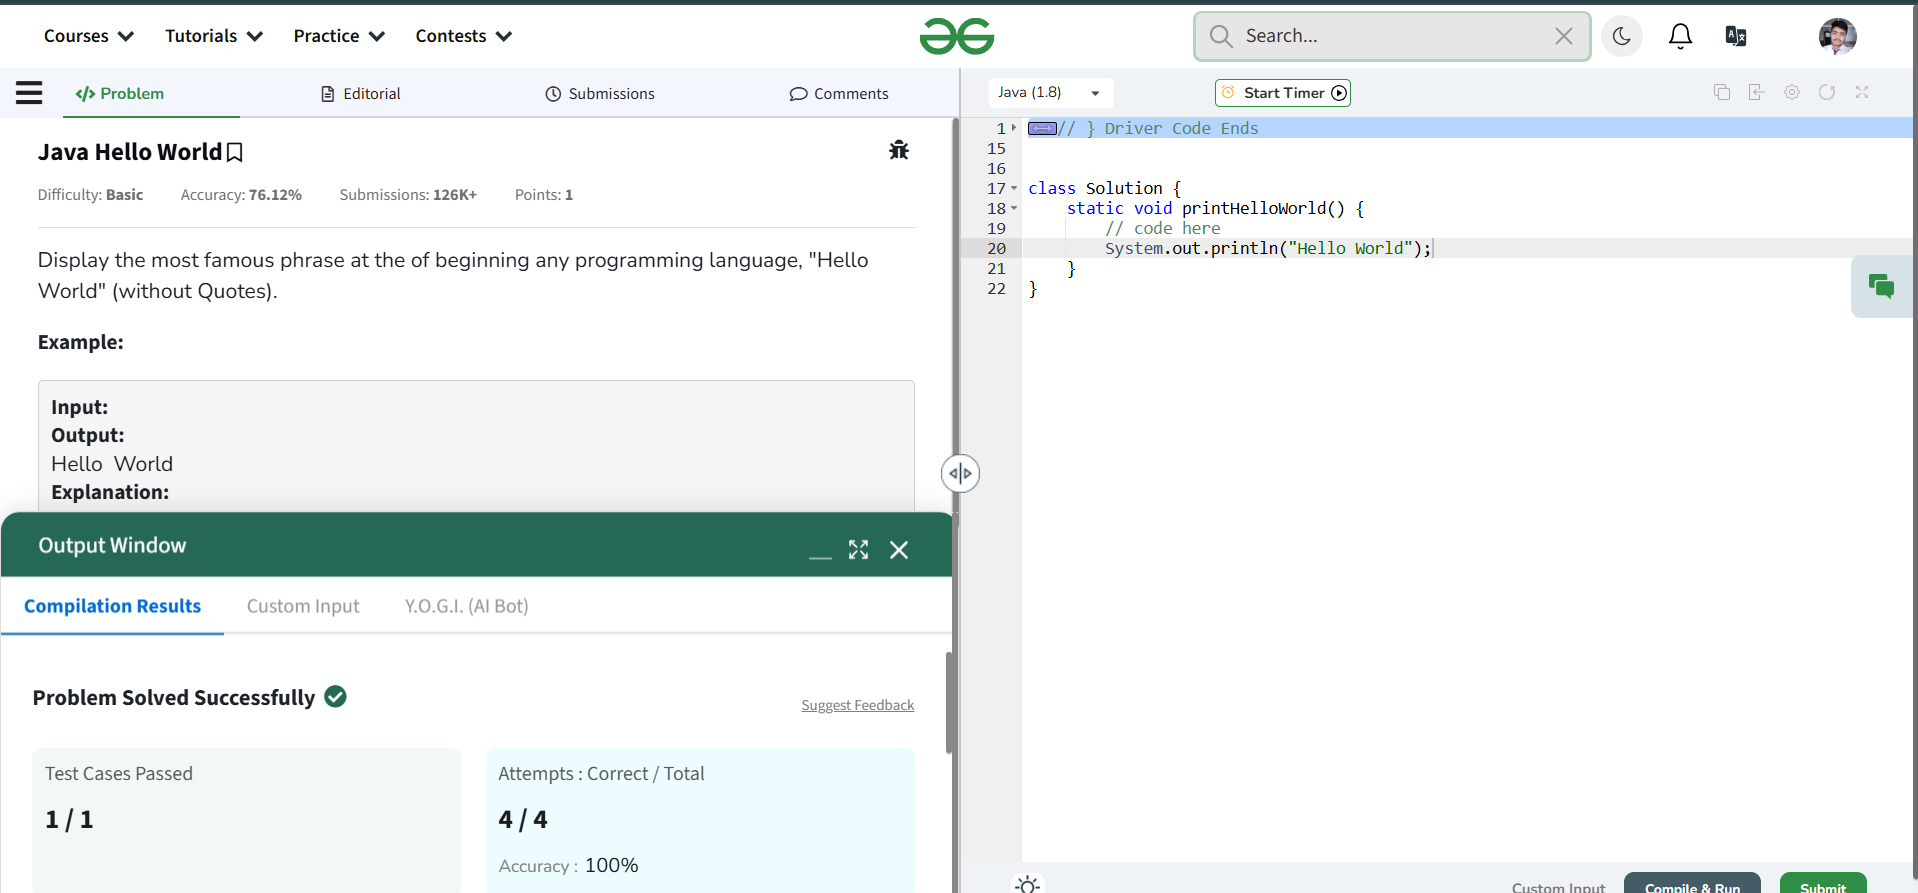 Courses Tutorials Practice Contests Search...
Problem Editorial Submissions Comments
Java (1.8) Start Timer
Java Hello World
Difficulty: Basic Accuracy: 76.12% Submissions: 126K+ Points: 1
Display the most famous phrase at the of beginning any programming language, "Hello
World" (without Quotes).
Example:
Input:
Output:
Hello  World
Explanation:
Output Window
Compilation Results Custom Input Y.O.G.I. (AI Bot)
Problem Solved Successfully
Suggest Feedback
Test Cases Passed
1 / 1
Attempts : Correct / Total
4 / 4
Accuracy : 100%
1 // } Driver Code Ends
15
16
17 class Solution {
18     static void printHelloWorld() {
19         // code here
20         System.out.println("Hello World");
21     }
22 }
Custom Input Compile & Run Submit